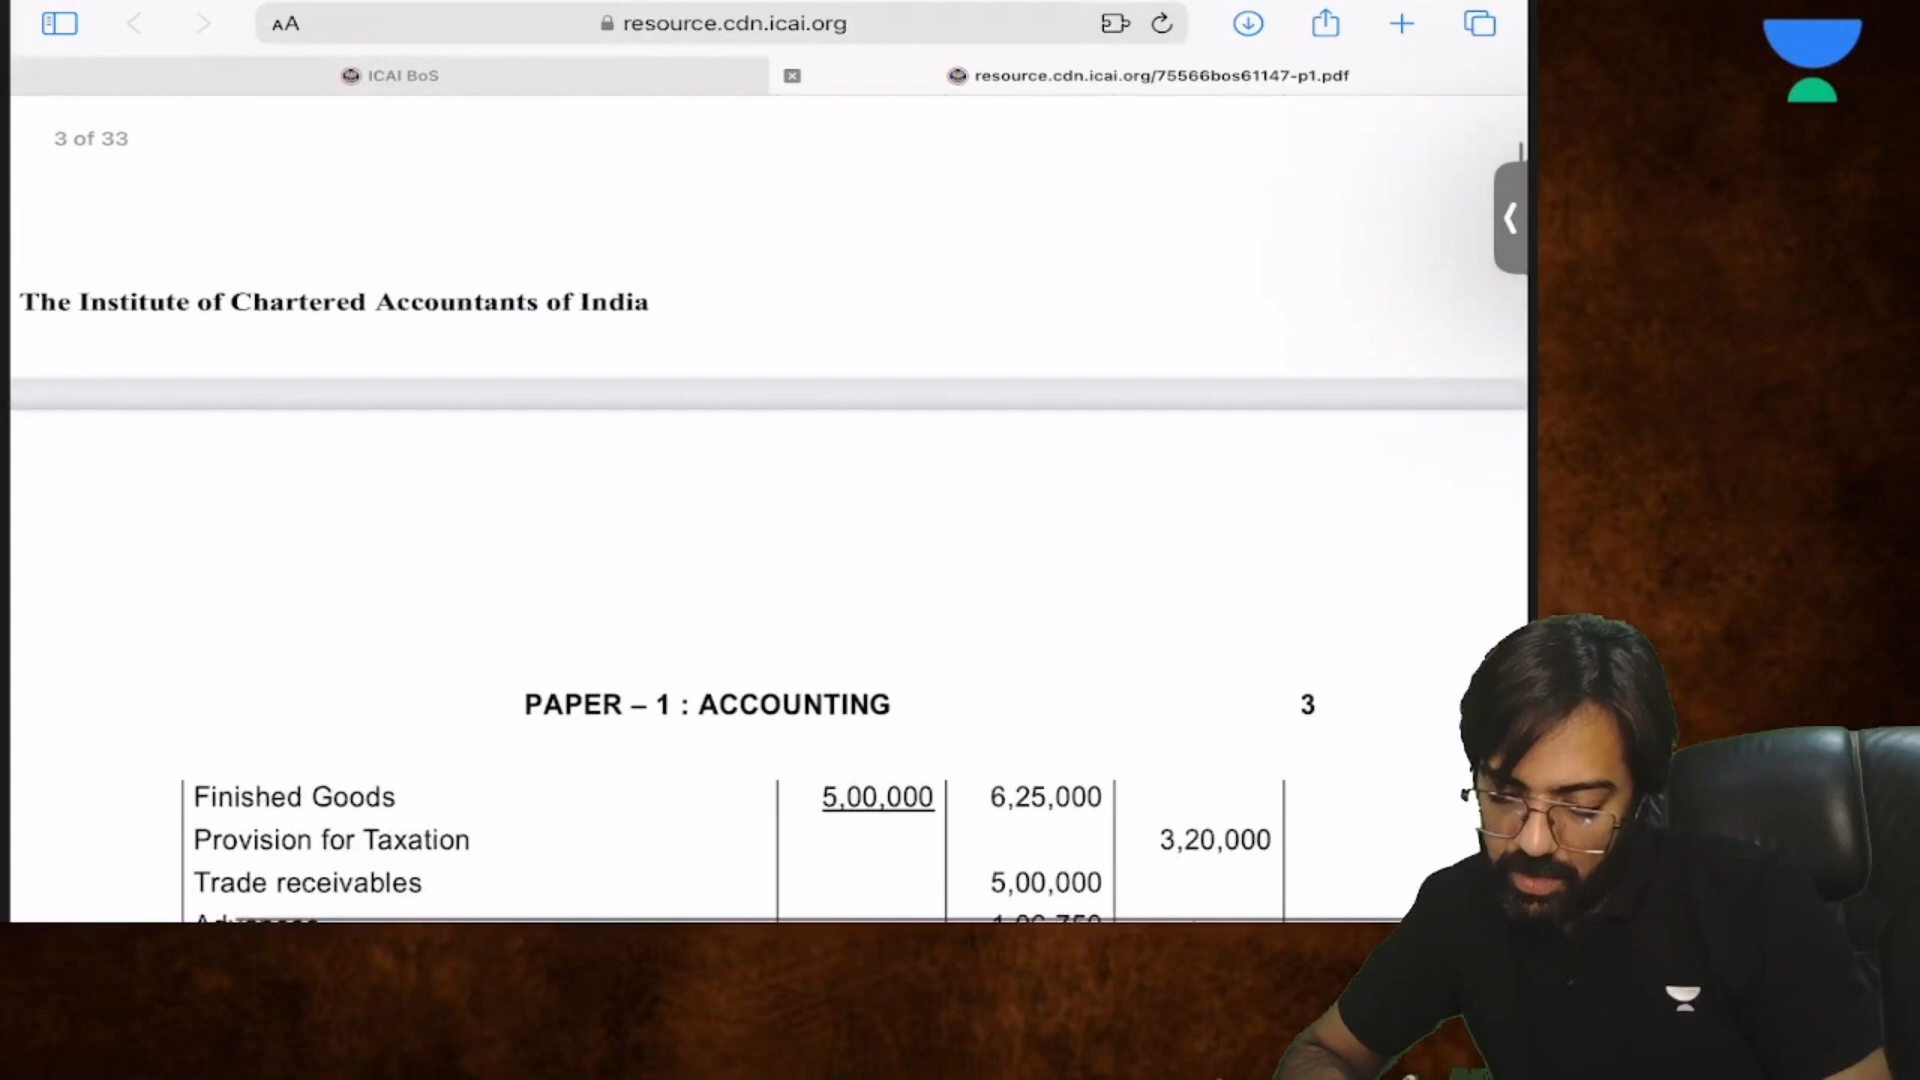 AA
resource.cdn.icai.org
ICAI BoS
resource.cdn.icai.org/75566bos61147-p1.pdf
3 of 33
The Institute of Chartered Accountants of India
PAPER – 1 : ACCOUNTING 3
Finished Goods 5,00,000 6,25,000
Provision for Taxation 3,20,000
Trade receivables 5,00,000